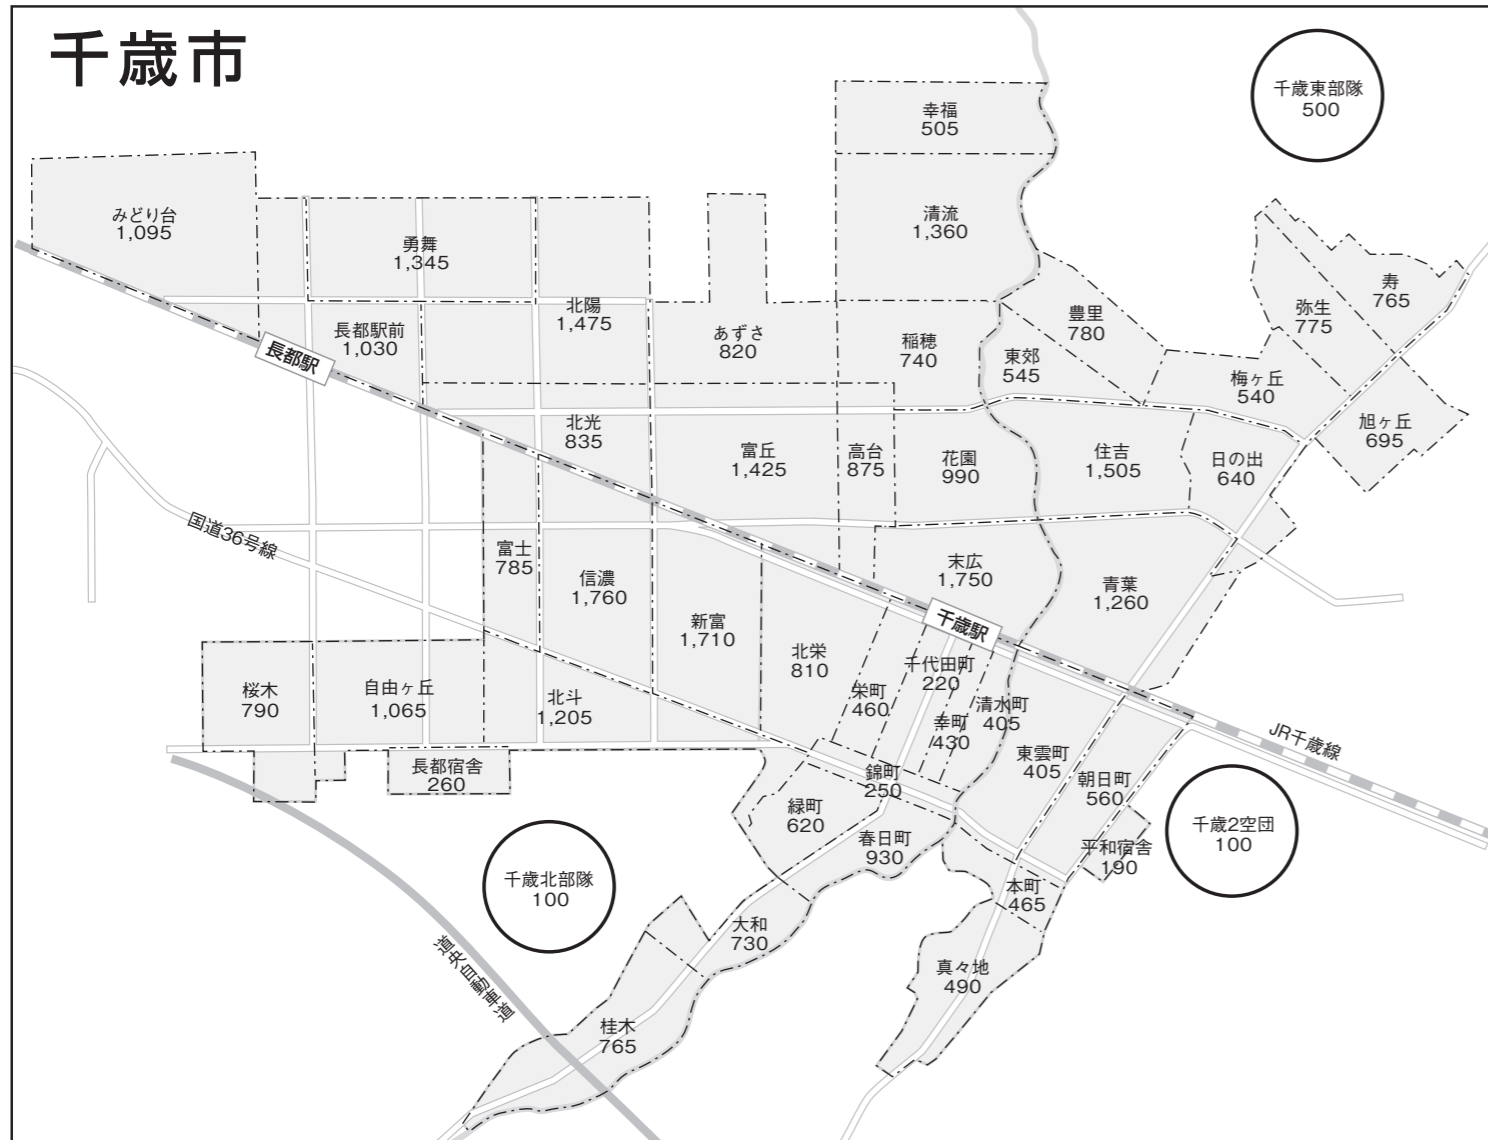 千歳市
千歳東部隊
500
幸福
505
みどり台
1,095
清流
1,360
勇舞
1,345
寿
765
弥生
775
豊里
780
北陽
1,475
長都駅前
1,030
あずさ
820
稲穂
740
東郊
545
長都駅
梅ヶ丘
540
旭ヶ丘
695
北光
835
富丘
1,425
高台
875
花園
990
住吉
1,505
日の出
640
国道36号線
富士
785
信濃
1,760
末広
1,750
青葉
1,260
新富
1,710
千歳駅
北栄
810
千代田町
220
栄町
460
桜木
790
自由ヶ丘
1,065
北斗
1,205
清水町
405
幸町
430
東雲町
405
JR千歳線
長都宿舎
260
錦町
250
朝日町
560
緑町
620
春日町
930
千歳2空団
100
平和宿舎
190
千歳北部隊
100
本町
465
大和
730
道央自動車道
真々地
490
桂木
765